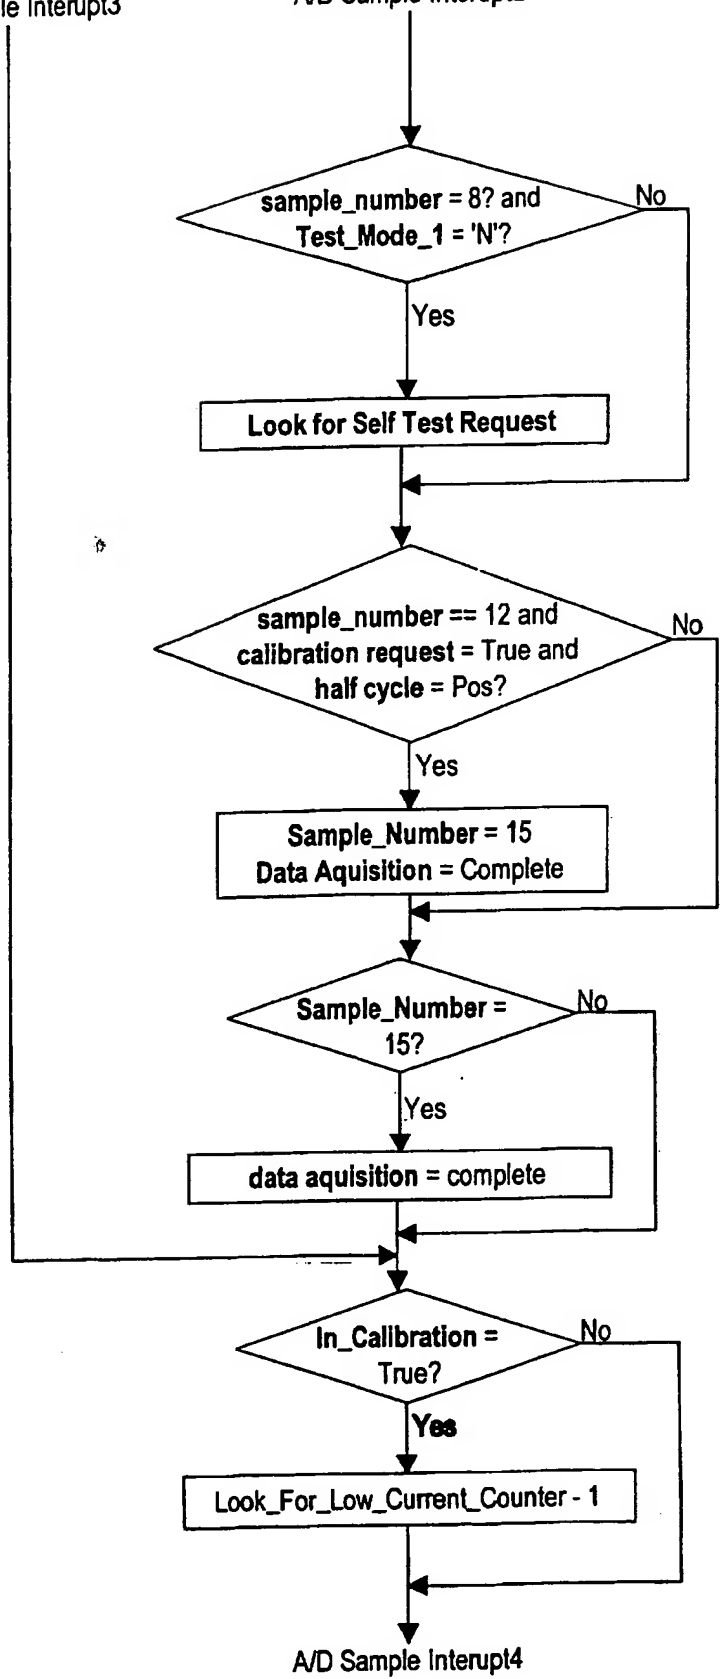 le Interupt3
A/D Sample Interupt2
sample_number = 8? and
Test_Mode_1 = 'N'?
No
Yes
Look for Self Test Request
sample_number == 12 and
calibration request = True and
half cycle = Pos?
No
Yes
Sample_Number = 15
Data Aquisition = Complete
Sample_Number =
15?
No
Yes
data aquisition = complete
In_Calibration =
True?
No
Yes
Look_For_Low_Current_Counter - 1
A/D Sample Interupt4